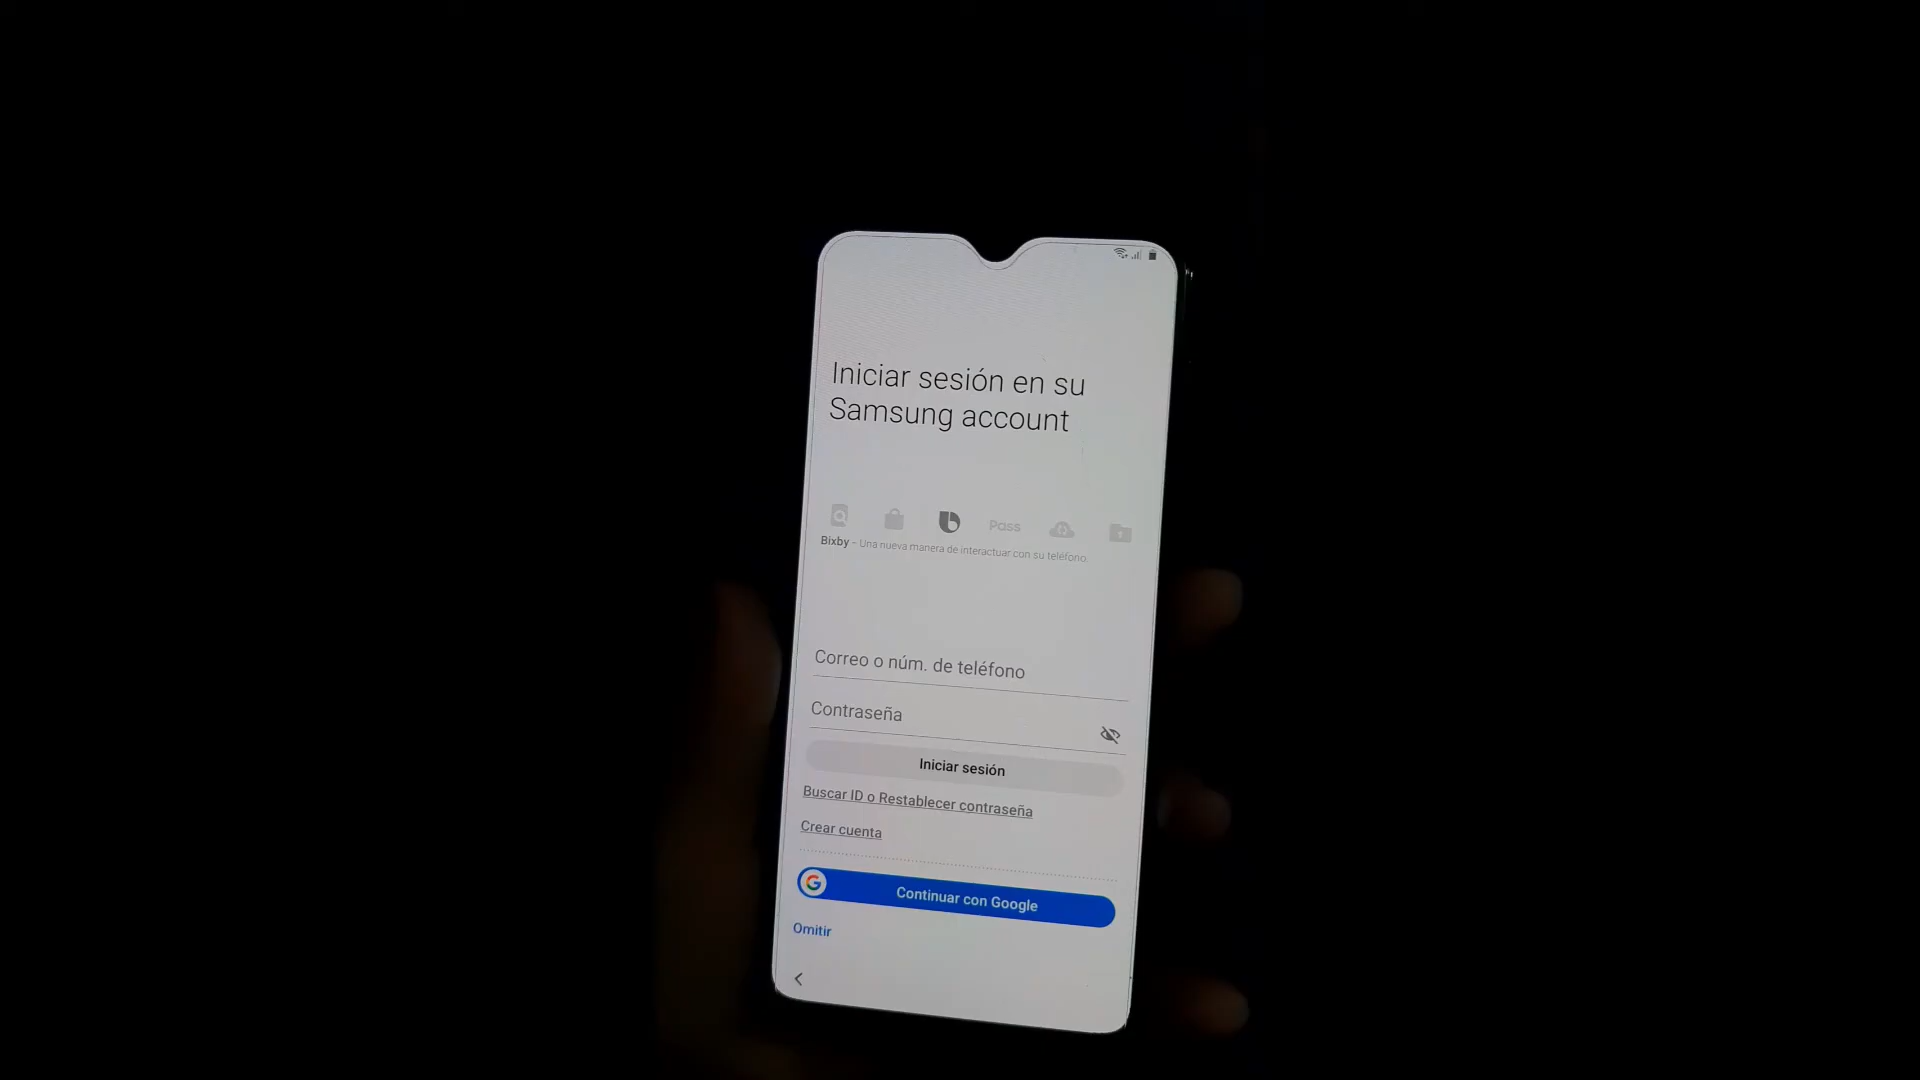 Iniciar sesión en su
Samsung account
Pass
Bixby - Una nueva manera de interactuar con su teléfono.
Correo o núm. de teléfono
Contraseña
Iniciar sesión
Buscar ID o Restablecer contraseña
Crear cuenta
G Continuar con Google
Omitir